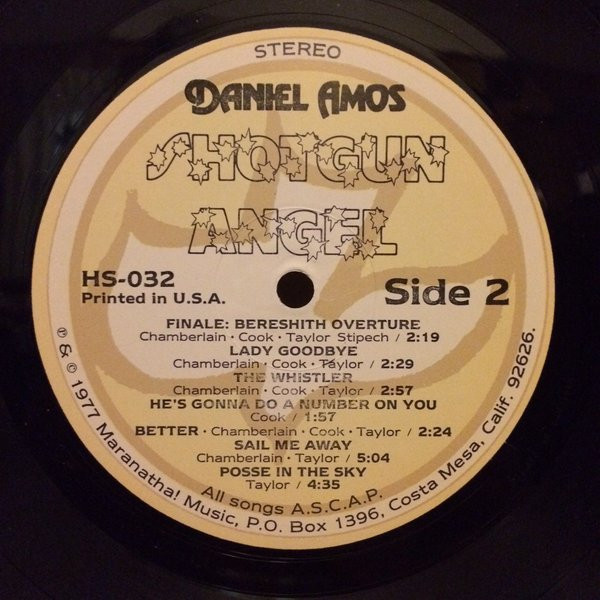 STEREO
DANIEL AMOS
SHOTGUN
ANGEL
HS-032
Printed in U.S.A.
Side 2
FINALE: BERESHITH OVERTURE
Chamberlain · Cook · Taylor Stipech / 2:19
LADY GOODBYE
Chamberlain · Cook · Taylor / 2:29
THE WHISTLER
Chamberlain · Cook · Taylor / 2:57
HE'S GONNA DO A NUMBER ON YOU
Cook / 1:57
BETTER · Chamberlain · Cook · Taylor / 2:24
SAIL ME AWAY
Chamberlain · Taylor / 5:04
POSSE IN THE SKY
Taylor / 4:35
All songs A.S.C.A.P.
℗ & © 1977 Maranatha! Music, P.O. Box 1396, Costa Mesa, Calif. 92626.